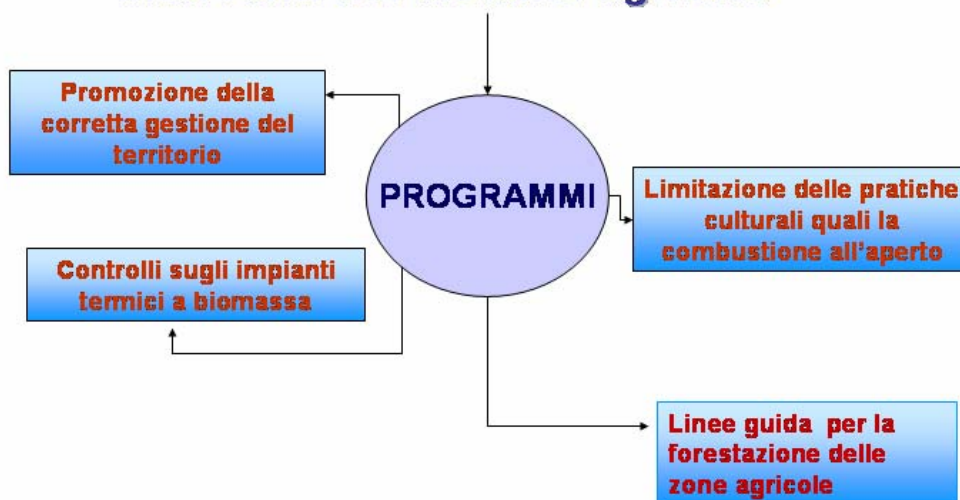 PROGRAMMI
Promozione della
corretta gestione del
territorio
Limitazione delle pratiche
culturali quali la
combustione all'aperto
Controlli sugli impianti
termici a biomassa
Linee guida per la
forestazione delle
zone agricole